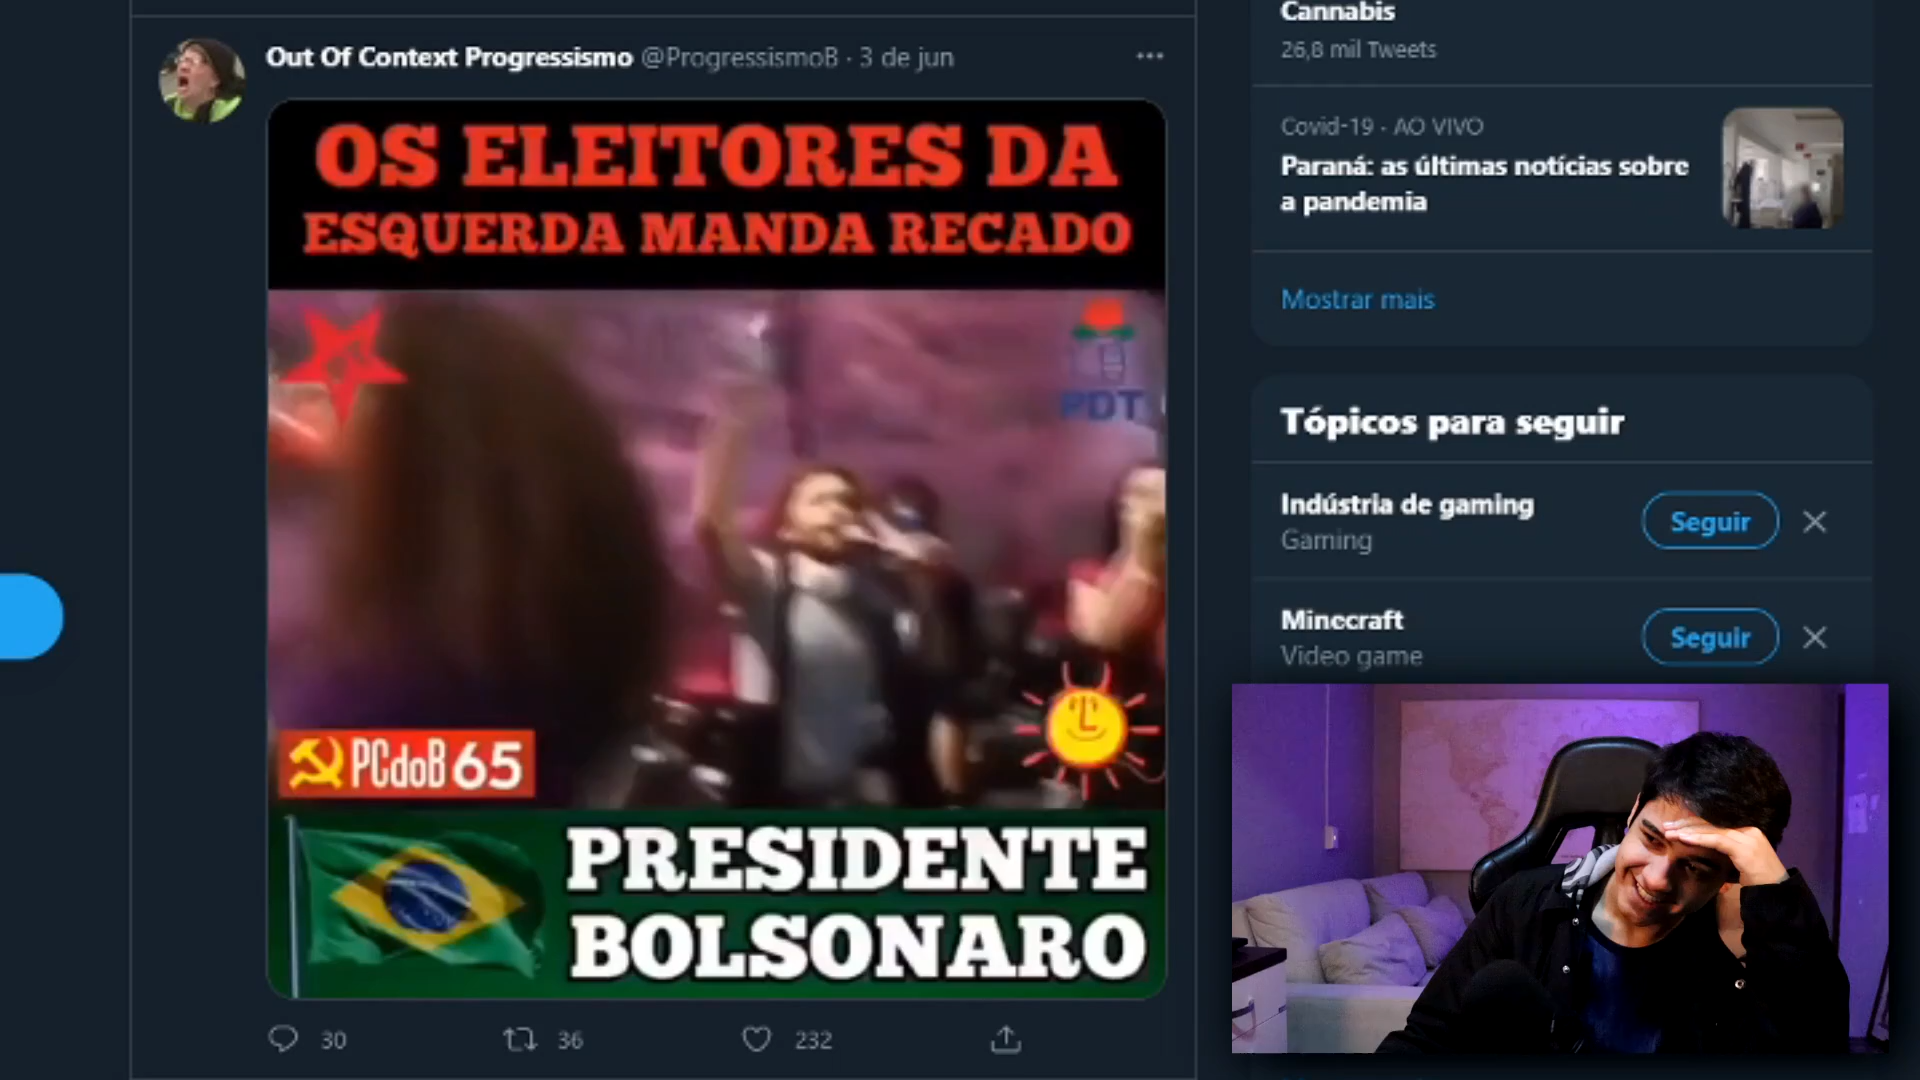 Out Of Context Progressismo @ProgressismoB · 3 de jun
OS ELEITORES DA
ESQUERDA MANDA RECADO
PDT
PCdoB 65
PRESIDENTE
BOLSONARO
30
36
232
Cannabis
26,8 mil Tweets
Covid-19 · AO VIVO
Paraná: as últimas notícias sobre
a pandemia
Mostrar mais
Tópicos para seguir
Indústria de gaming
Gaming
Seguir
Minecraft
Video game
Seguir